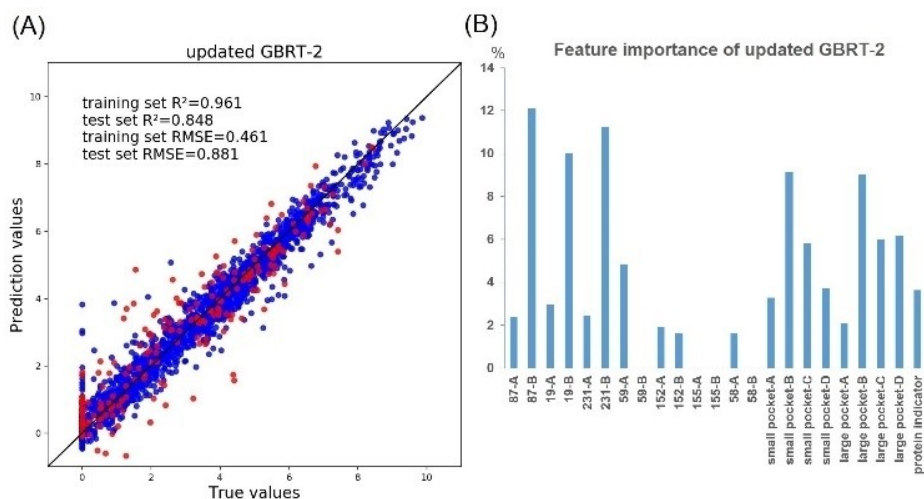 (A)
updated GBRT-2
training set R²=0.961
test set R²=0.848
training set RMSE=0.461
test set RMSE=0.881
Prediction values
10
8
6
4
2
0
0 2 4 6 8 10
True values
(B)
Feature importance of updated GBRT-2
%
14
12
10
8
6
4
2
0
87-A
87-B
19-A
19-B
231-A
231-B
59-A
59-B
152-A
152-B
155-A
155-B
58-A
58-B
small pocket-A
small pocket-B
small pocket-C
small pocket-D
large pocket-A
large pocket-B
large pocket-C
large pocket-D
protein indicator